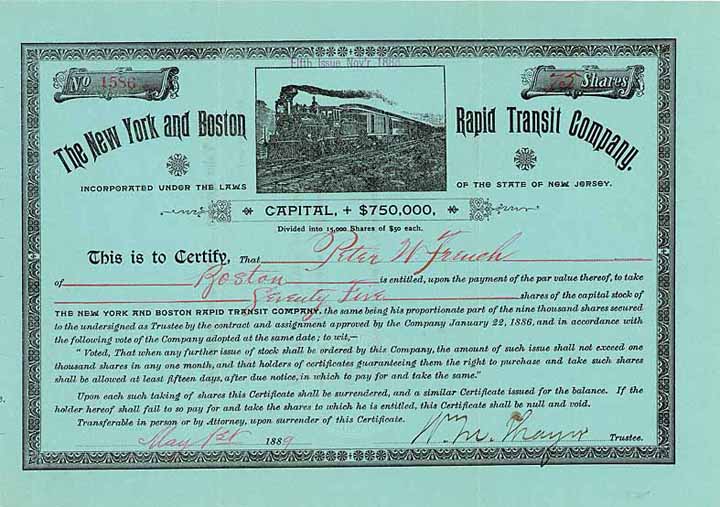 Fifth Issue Nov'r 1888
No 1586
75 Shares
The New York and Boston Rapid Transit Company.
INCORPORATED UNDER THE LAWS OF THE STATE OF NEW JERSEY.
CAPITAL, + $750,000,
Divided into 15,000 Shares of $50 each.
This is to Certify, That Peter W French
of Boston is entitled, upon the payment of the par value thereof, to take
Seventy Five shares of the capital stock of
THE NEW YORK AND BOSTON RAPID TRANSIT COMPANY, the same being his proportionate part of the nine thousand shares secured
to the undersigned as Trustee by the contract and assignment approved by the Company January 22, 1886, and in accordance with
the following vote of the Company adopted at the same date; to wit,—
" Voted, That when any further issue of stock shall be ordered by this Company, the amount of such issue shall not exceed one
thousand shares in any one month, and that holders of certificates guaranteeing them the right to purchase and take such shares
shall be allowed at least fifteen days, after due notice, in which to pay for and take the same."
Upon each such taking of shares this Certificate shall be surrendered, and a similar Certificate issued for the balance. If the
holder hereof shall fail to so pay for and take the shares to which he is entitled, this Certificate shall be null and void.
Transferable in person or by Attorney, upon surrender of this Certificate.
May 1st 1889 Wm. M. Thayer Trustee.